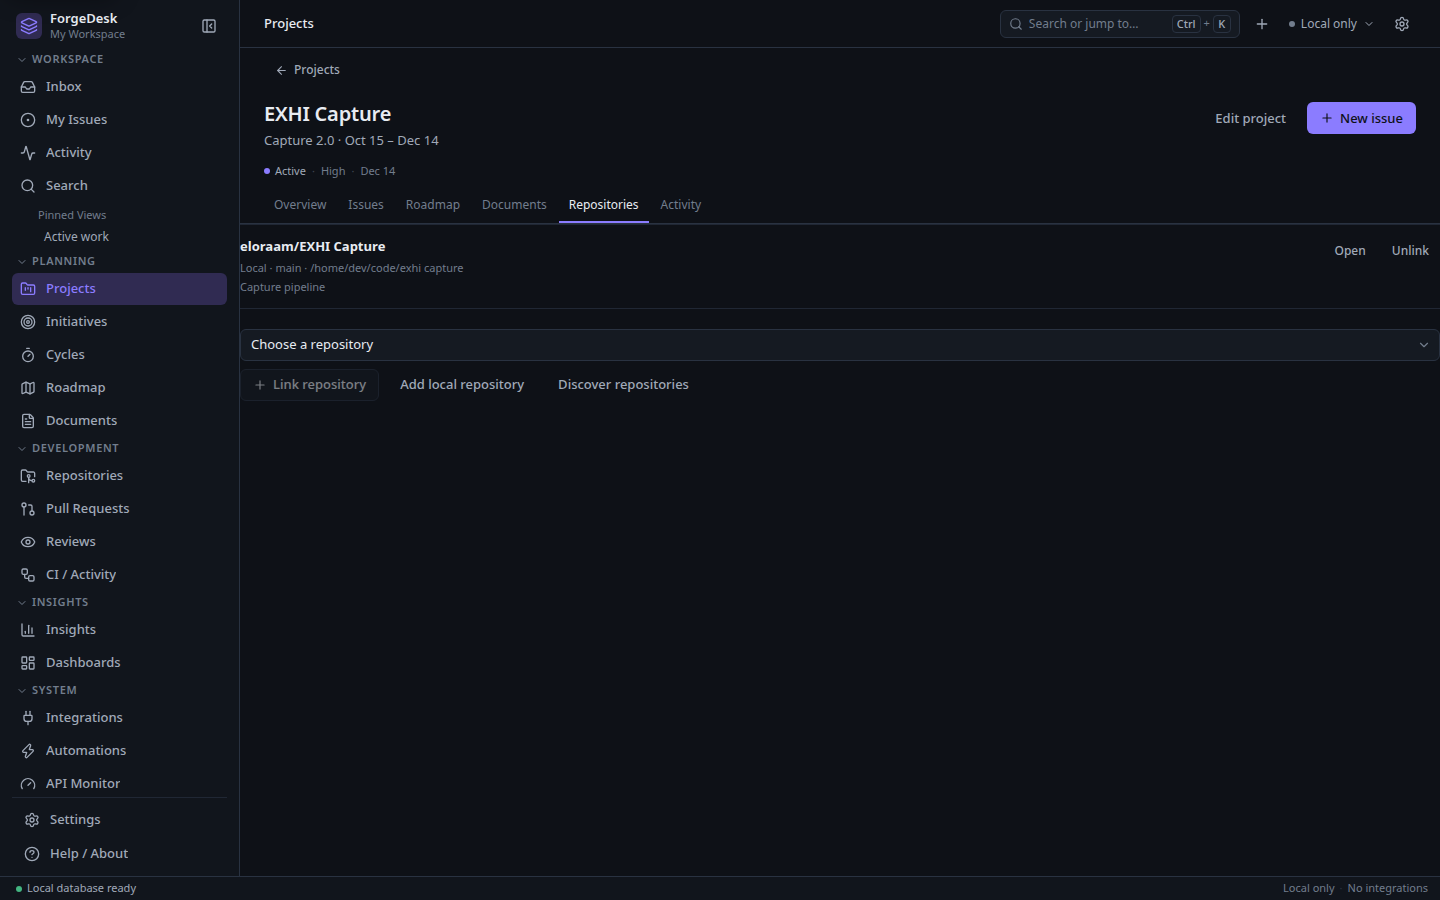 ForgeDesk
My Workspace
WORKSPACE
Inbox
My Issues
Activity
Search
Pinned Views
Active work
PLANNING
Projects
Initiatives
Cycles
Roadmap
Documents
DEVELOPMENT
Repositories
Pull Requests
Reviews
CI / Activity
INSIGHTS
Insights
Dashboards
SYSTEM
Integrations
Automations
API Monitor
Settings
Help / About
Projects
Search or jump to... Ctrl + K
Local only
Projects
EXHI Capture
Capture 2.0 · Oct 15 – Dec 14
Active · High · Dec 14
Edit project
New issue
Overview Issues Roadmap Documents Repositories Activity
eloraam/EXHI Capture
Local · main · /home/dev/code/exhi capture
Capture pipeline
Open Unlink
Choose a repository
Link repository Add local repository Discover repositories
Local database ready
Local only · No integrations